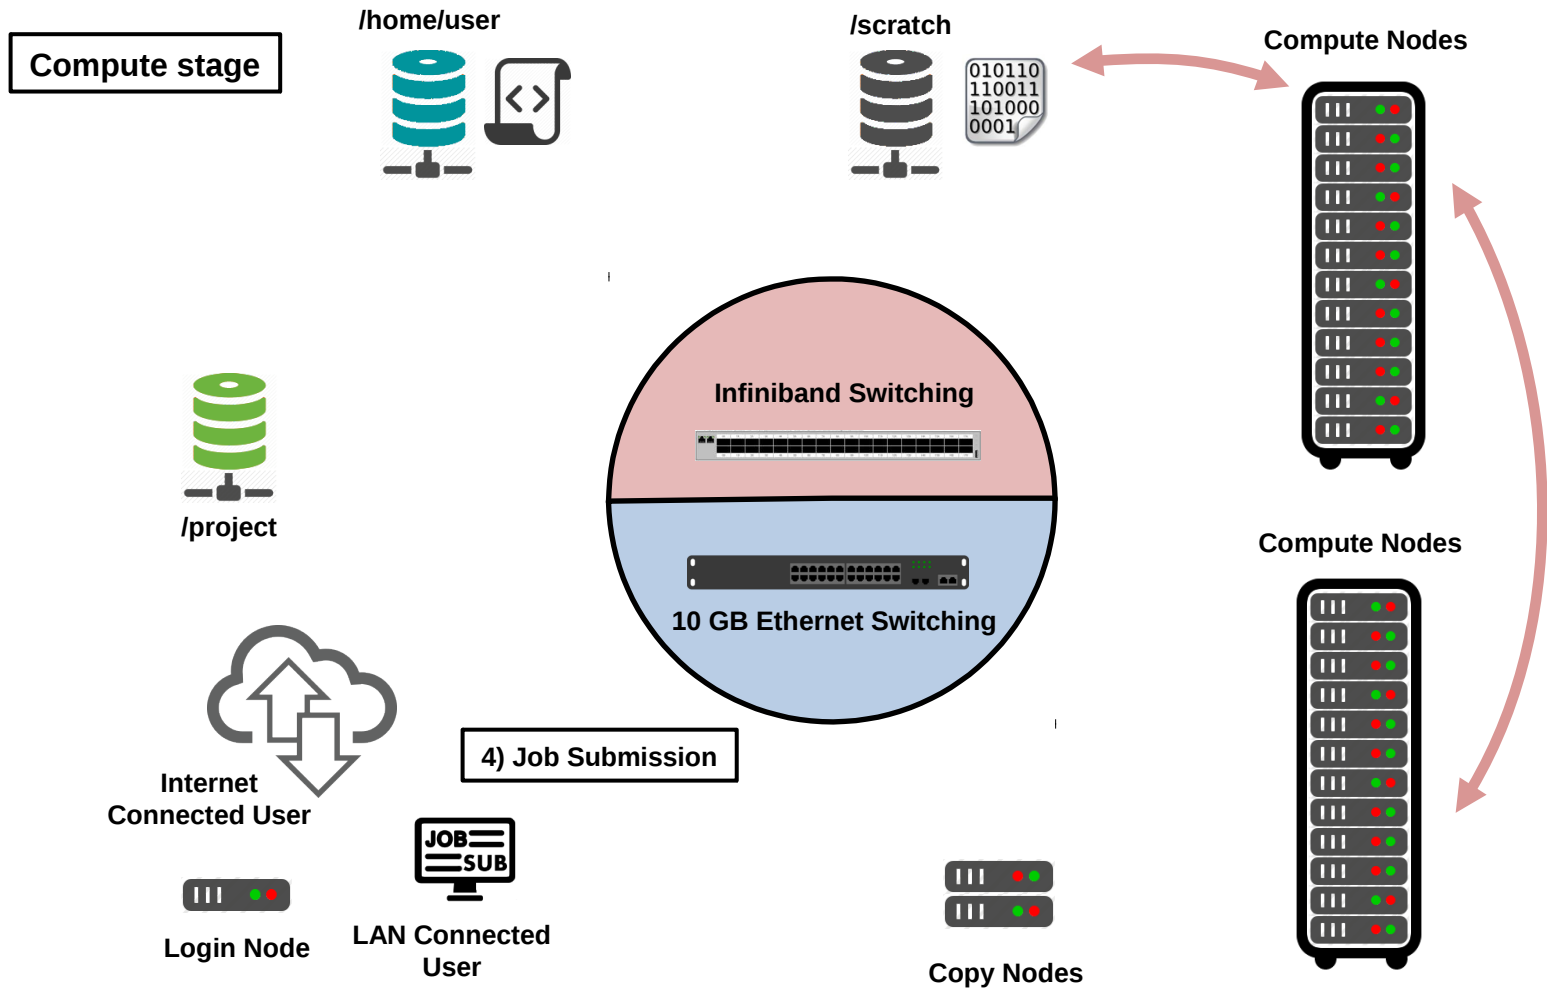 /home/user
/scratch
Compute Nodes
Compute stage
010110
110011
101000
0001
Infiniband Switching
/project
Compute Nodes
10 GB Ethernet Switching
4) Job Submission
Internet
Connected User
JOB
SUB
Login Node
LAN Connected
User
Copy Nodes